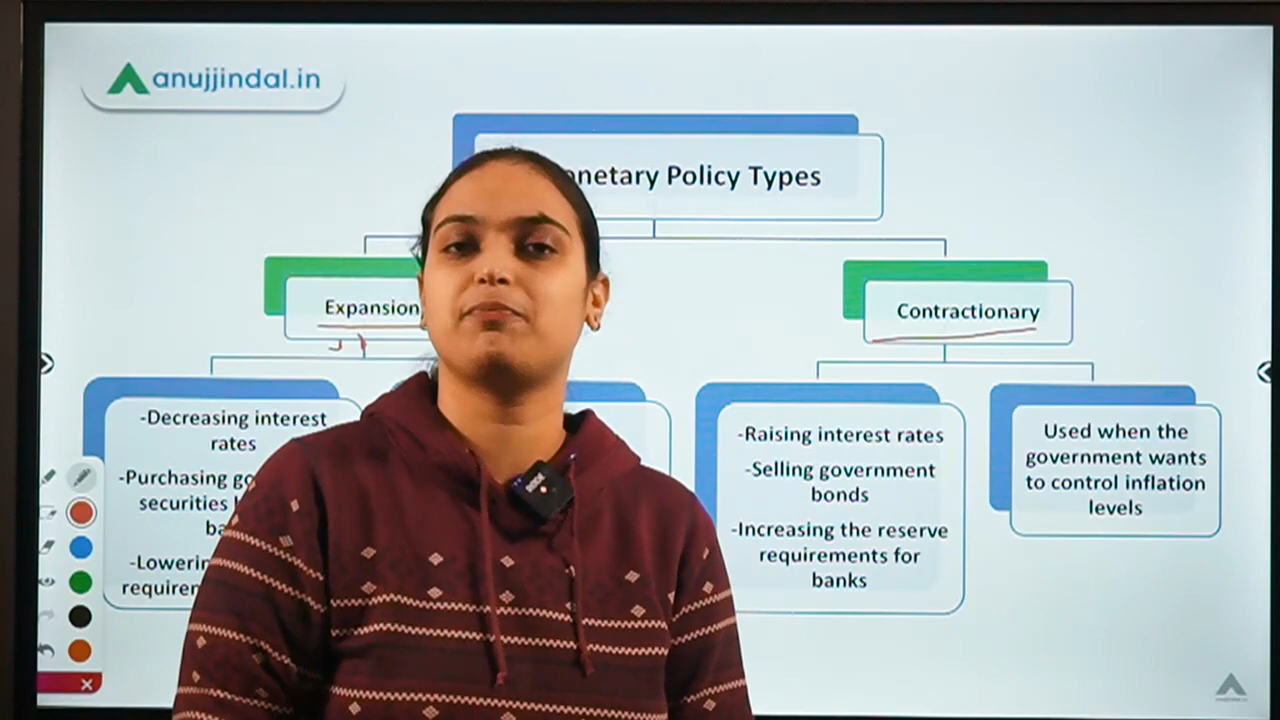 anujjindal.in
onetary Policy Types
Expansion
Contractionary
-Decreasing interest
rates
-Purchasing go
securities
ba
-Lowerin
requiren
-Raising interest rates
-Selling government
bonds
-Increasing the reserve
requirements for
banks
Used when the
government wants
to control inflation
levels